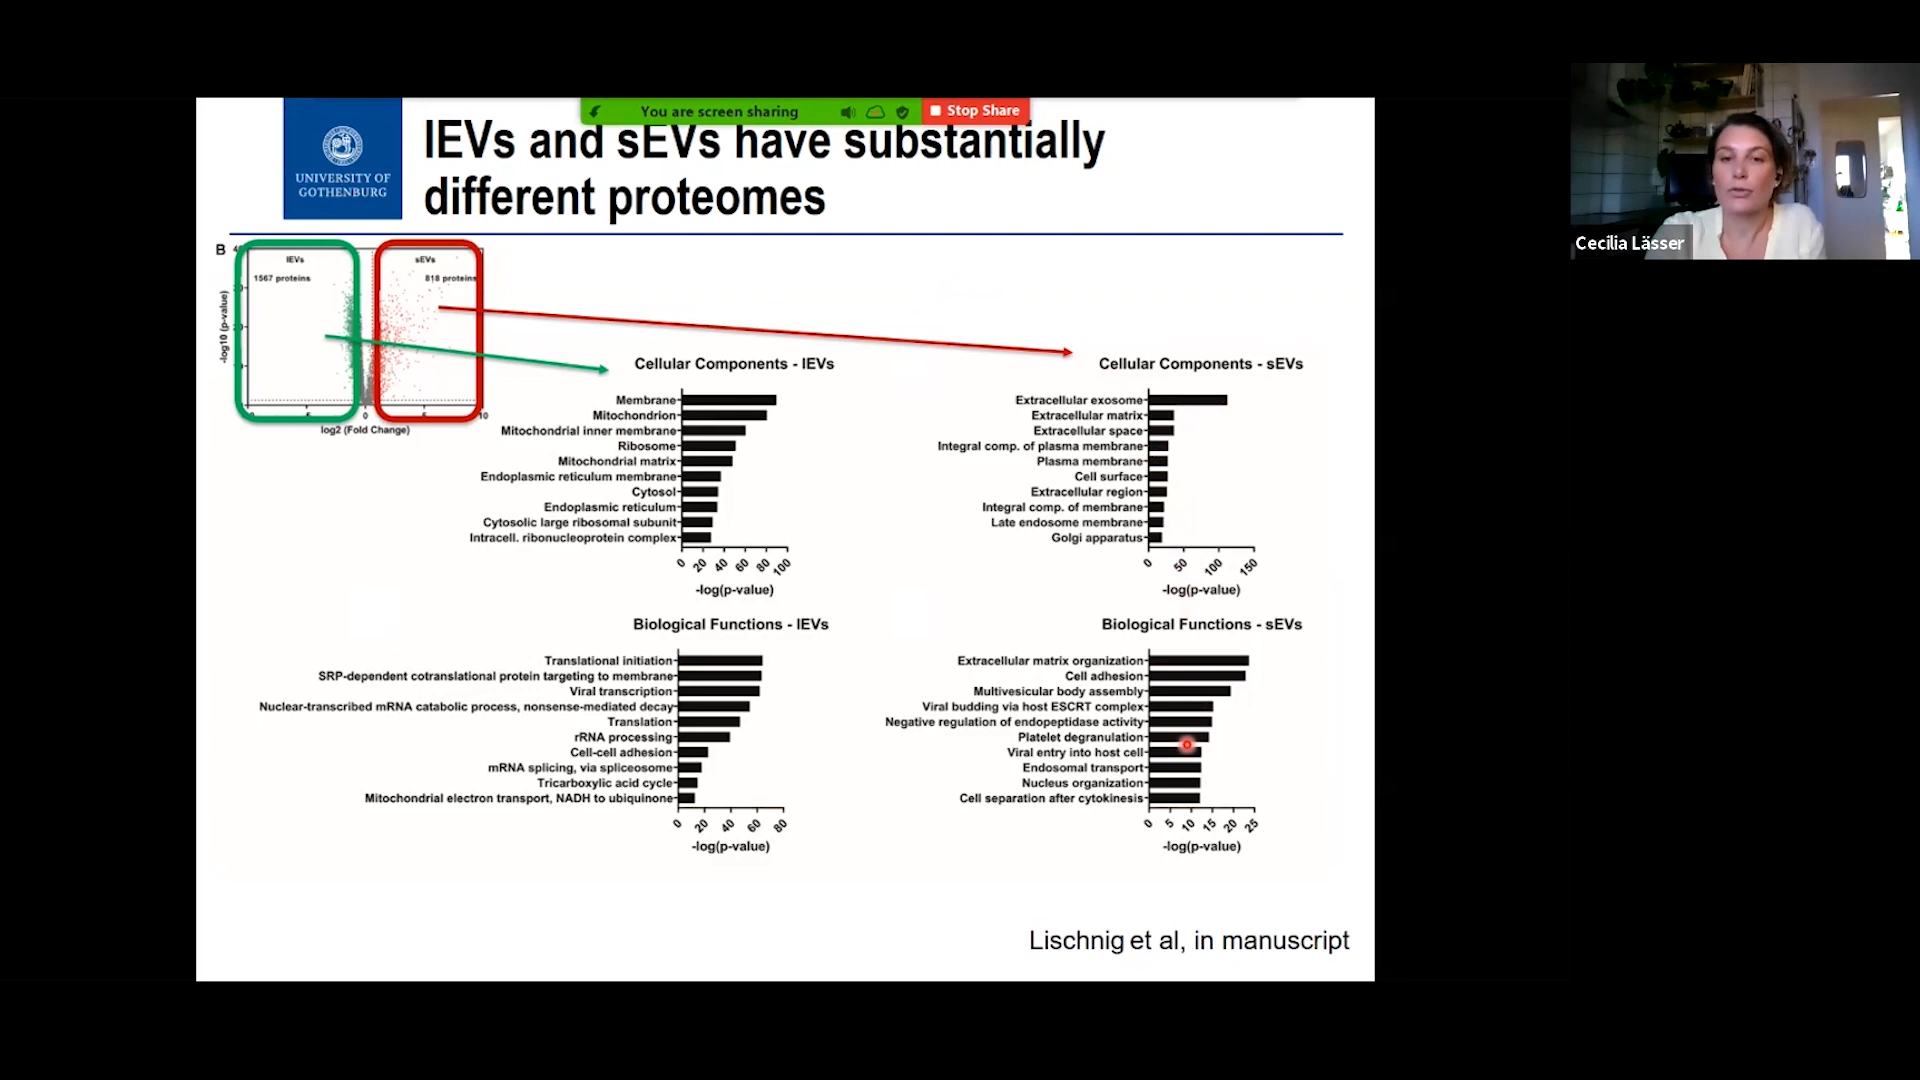 You are screen sharing
Stop Share
UNIVERSITY OF
GOTHENBURG
lEVs and sEVs have substantially
different proteomes
Cecilia Lässer
B
lEVs
1567 proteins
sEVs
818 proteins
-log10 (p-value)
0
10
log2 (Fold Change)
Cellular Components - lEVs
Membrane
Mitochondrion
Mitochondrial inner membrane
Ribosome
Mitochondrial matrix
Endoplasmic reticulum membrane
Cytosol
Endoplasmic reticulum
Cytosolic large ribosomal subunit
Intracell. ribonucleoprotein complex
0 20 40 60 80 100
-log(p-value)
Cellular Components - sEVs
Extracellular exosome
Extracellular matrix
Extracellular space
Integral comp. of plasma membrane
Plasma membrane
Cell surface
Extracellular region
Integral comp. of membrane
Late endosome membrane
Golgi apparatus
0 50 100 150
-log(p-value)
Biological Functions - lEVs
Translational initiation
SRP-dependent cotranslational protein targeting to membrane
Viral transcription
Nuclear-transcribed mRNA catabolic process, nonsense-mediated decay
Translation
rRNA processing
Cell-cell adhesion
mRNA splicing, via spliceosome
Tricarboxylic acid cycle
Mitochondrial electron transport, NADH to ubiquinone
0 20 40 60 80
-log(p-value)
Biological Functions - sEVs
Extracellular matrix organization
Cell adhesion
Multivesicular body assembly
Viral budding via host ESCRT complex
Negative regulation of endopeptidase activity
Platelet degranulation
Viral entry into host cell
Endosomal transport
Nucleus organization
Cell separation after cytokinesis
0 5 10 15 20 25
-log(p-value)
Lischnig et al, in manuscript